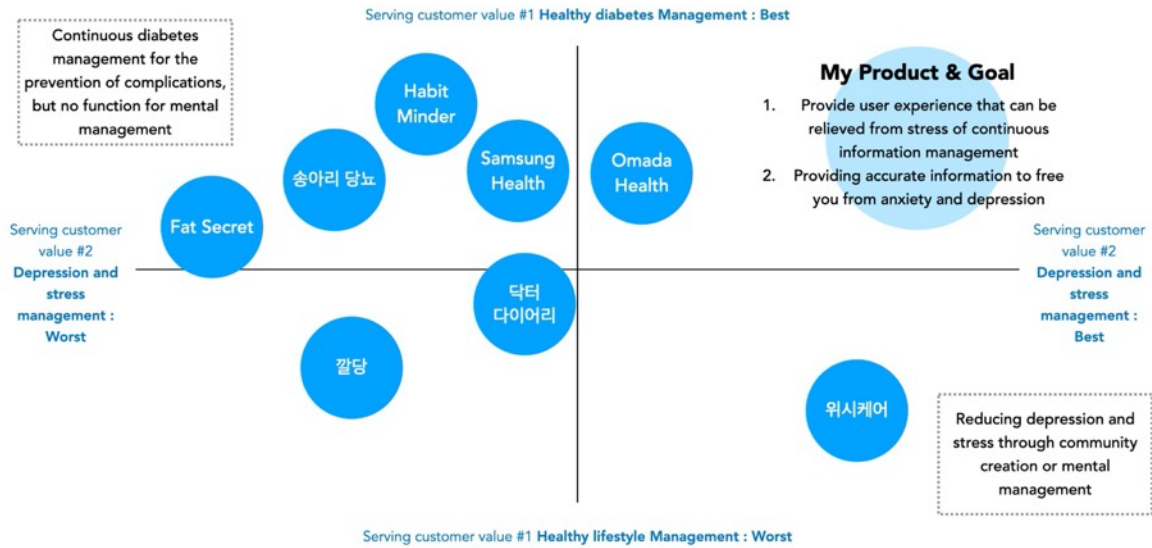 Serving customer value #1 Healthy diabetes Management : Best
Continuous diabetes
management for the
prevention of complications,
but no function for mental
management
Habit
Minder
My Product & Goal
1. Provide user experience that can be
relieved from stress of continuous
information management
2. Providing accurate information to free
you from anxiety and depression
송아리 당뇨
Samsung
Health
Omada
Health
Fat Secret
Serving customer
value #2
Depression and
stress
management :
Worst
Serving customer
value #2
Depression and
stress
management :
Best
닥터
다이어리
깔당
위시케어
Reducing depression and
stress through community
creation or mental
management
Serving customer value #1 Healthy lifestyle Management : Worst